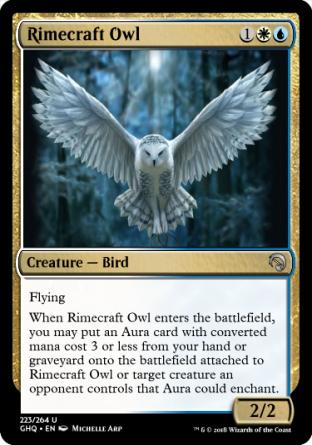 Rimecraft Owl 1
Creature — Bird
Flying
When Rimecraft Owl enters the battlefield,
you may put an Aura card with converted
mana cost 3 or less from your hand or
graveyard onto the battlefield attached to
Rimecraft Owl or target creature an
opponent controls that Aura could enchant.
2/2
223/264 U
GHQ • EN Michelle Arp
™ & © 2018 Wizards of the Coast